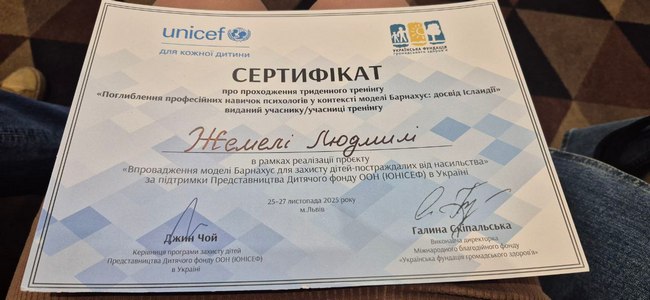 unicef
для кожної дитини
УКРАЇНСЬКА ФУНДАЦІЯ
ГРОМАДСЬКОГО ЗДОРОВ'Я
СЕРТИФІКАТ
про проходження триденного тренінгу
«Поглиблення професійних навичок психологів у контексті моделі Барнахус: досвід Ісландії»
виданий учаснику/учасниці тренінгу
Жемелі Людмилі
в рамках реалізації проєкту
«Впровадження моделі Барнахус для захисту дітей-постраждалих від насильства»
за підтримки Представництва Дитячого фонду ООН (ЮНІСЕФ) в Україні
25-27 листопада 2025 року
м.Львів
Джин Чой
Керівниця програми захисту дітей
Представництва Дитячого фонду ООН (ЮНІСЕФ)
в Україні
Галина Скіпальська
Виконавча директорка
Міжнародного благодійного фонду
«Українська фундація громадського здоров'я»